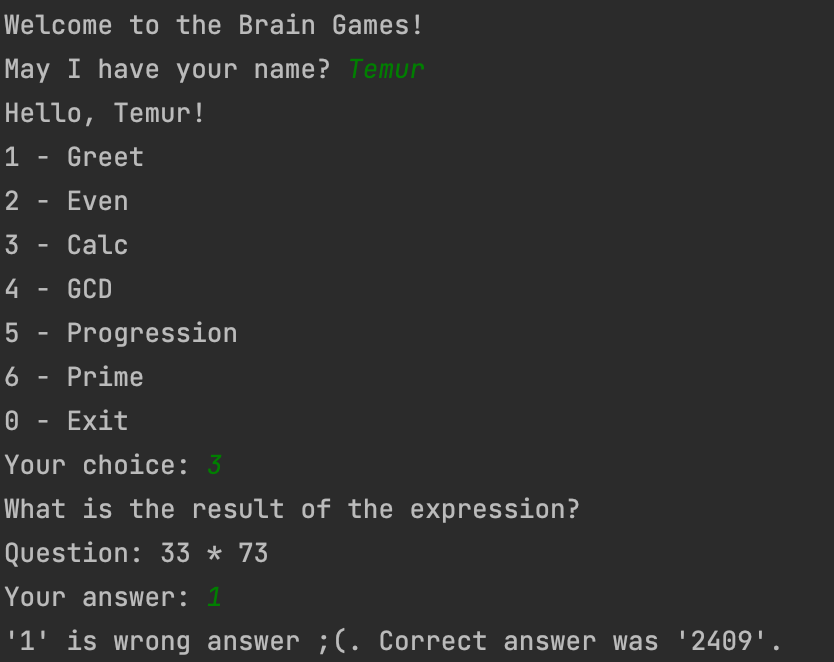 Welcome to the Brain Games!
May I have your name? Temur
Hello, Temur!
1 - Greet
2 - Even
3 - Calc
4 - GCD
5 - Progression
6 - Prime
0 - Exit
Your choice: 3
What is the result of the expression?
Question: 33 * 73
Your answer: 1
'1' is wrong answer ;(. Correct answer was '2409'.